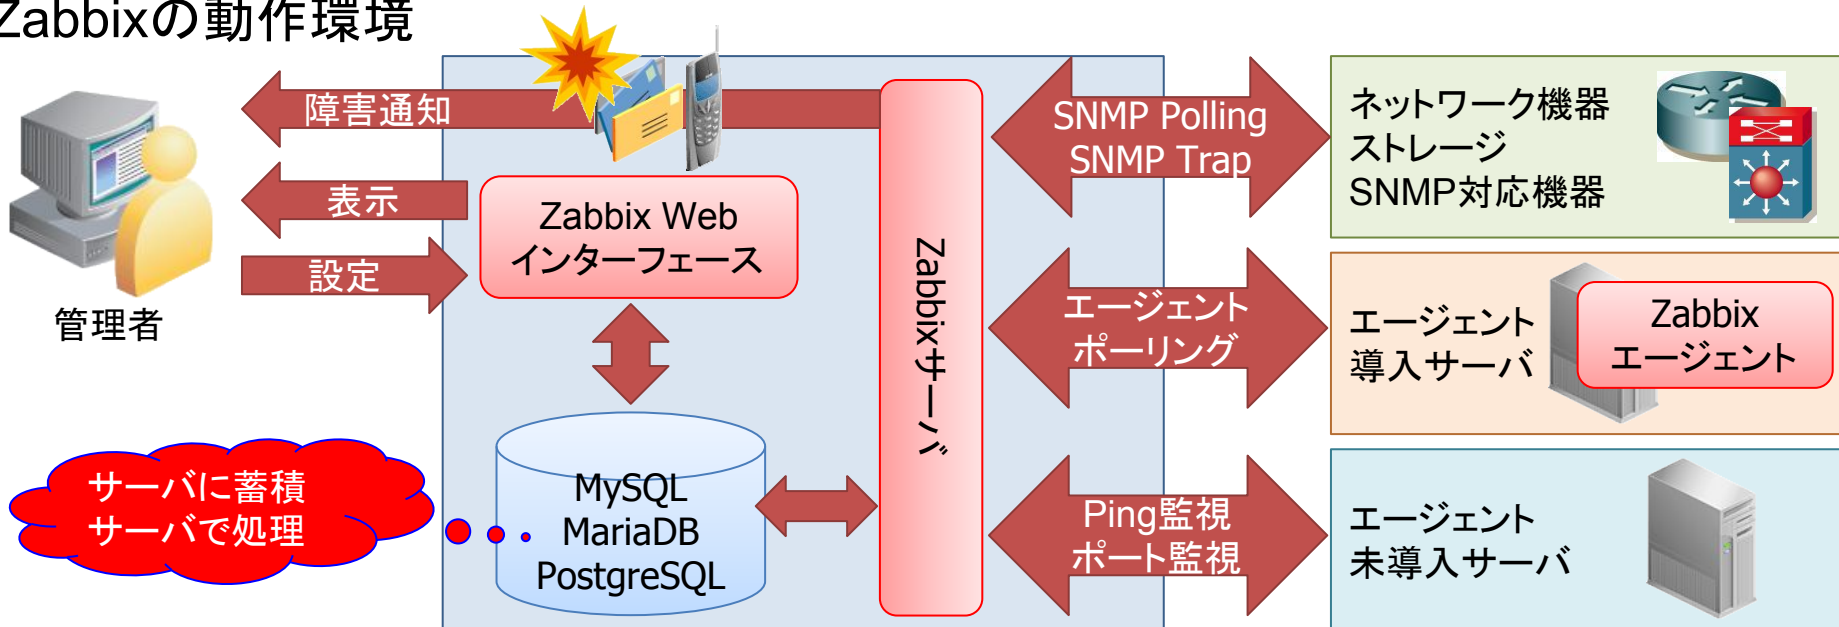 Zabbixの動作環境
障害通知
表示
設定
管理者
Zabbix Web
インターフェース
Zabbixサーバ
MySQL
MariaDB
PostgreSQL
サーバに蓄積
サーバで処理
SNMP Polling
SNMP Trap
エージェント
ポーリング
Ping監視
ポート監視
ネットワーク機器
ストレージ
SNMP対応機器
エージェント
導入サーバ
Zabbix
エージェント
エージェント
未導入サーバ